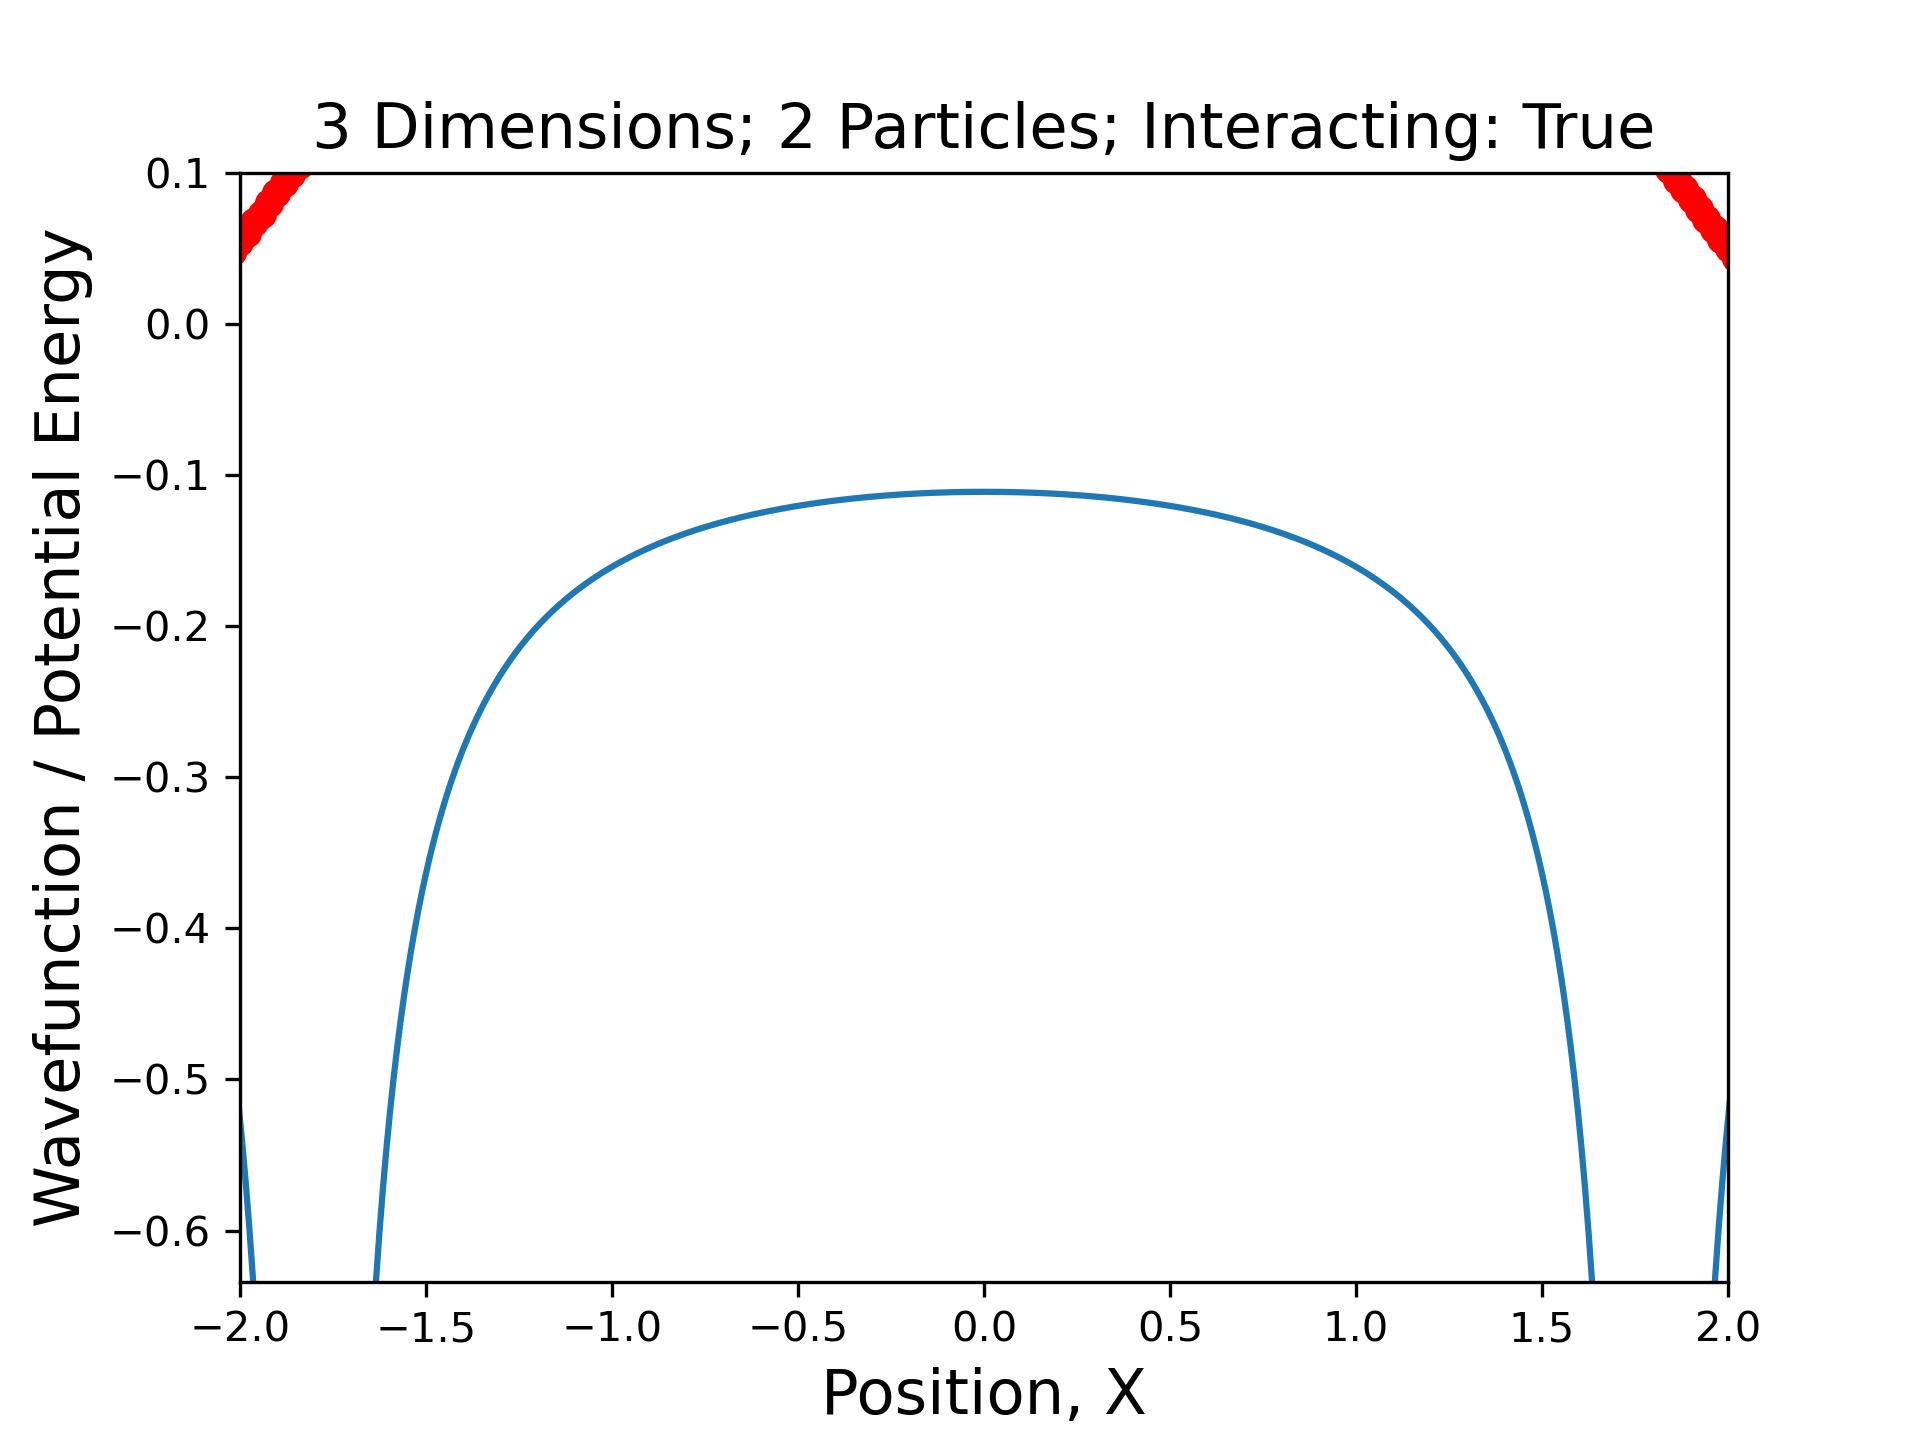 3 Dimensions; 2 Particles; Interacting: True
Wavefunction / Potential Energy
0.1
0.0
−0.1
−0.2
−0.3
−0.4
−0.5
−0.6
−2.0 −1.5 −1.0 −0.5 0.0 0.5 1.0 1.5 2.0
Position, X